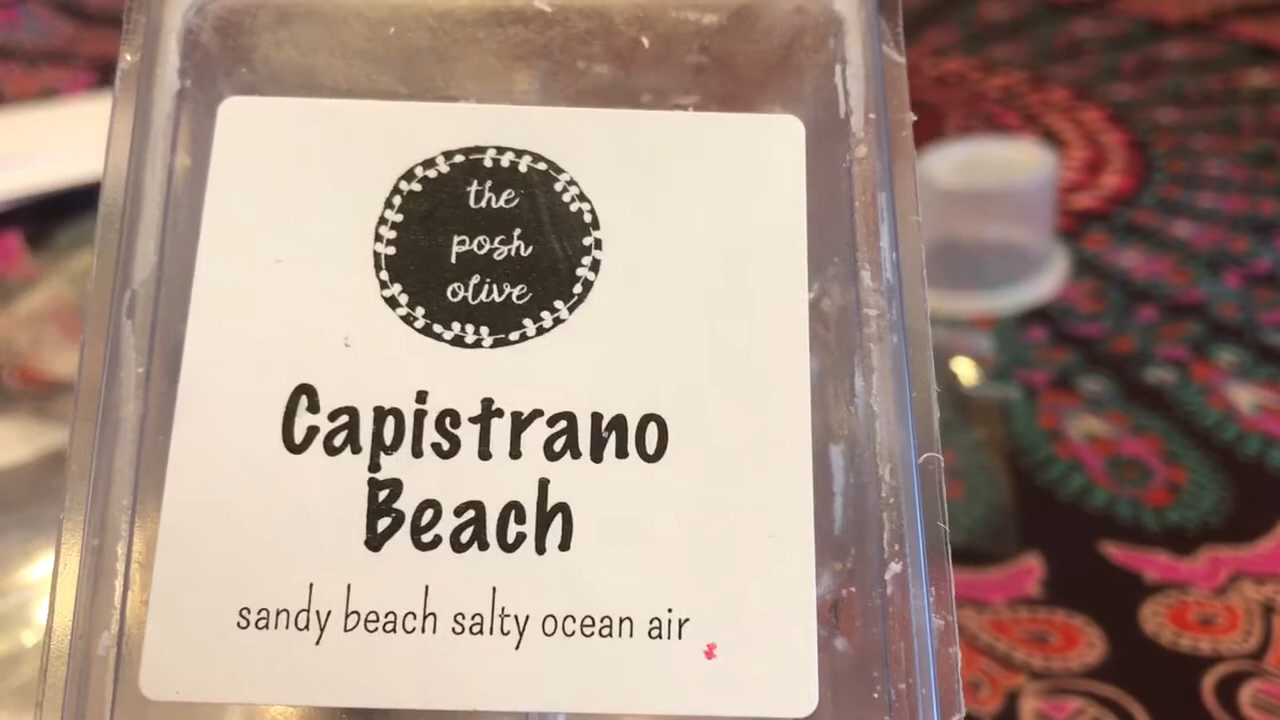 the
posh
olive
Capistrano
Beach
sandy beach salty ocean air